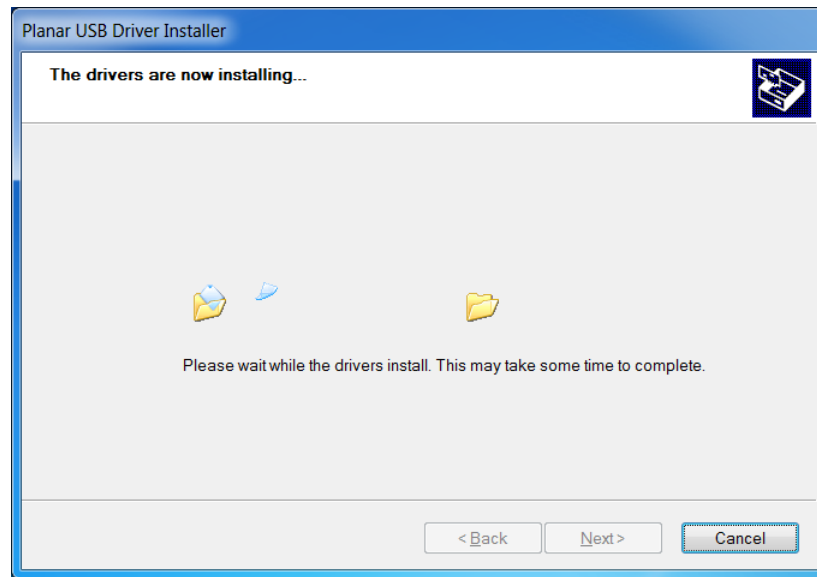 Planar USB Driver Installer
The drivers are now installing...
Please wait while the drivers install. This may take some time to complete.
< Back Next > Cancel